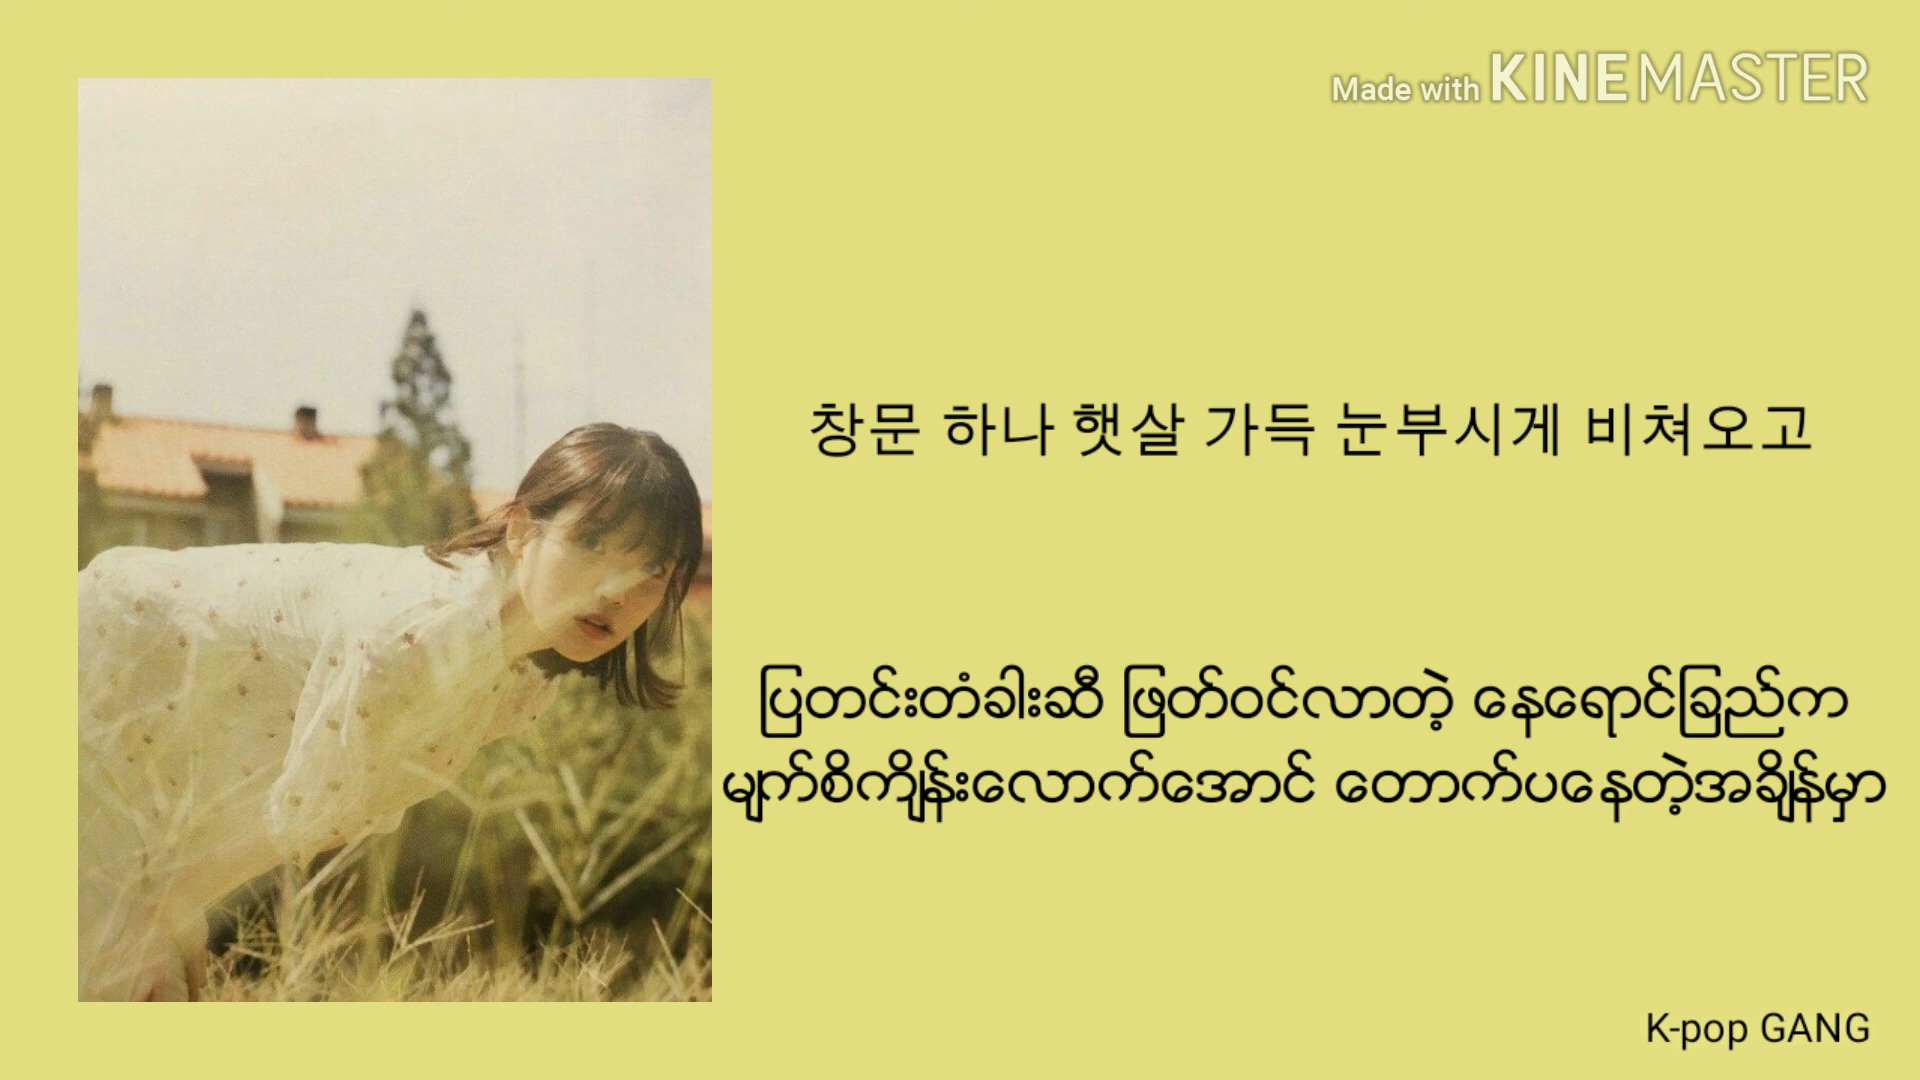 Made with KINEMASTER
창문 하나 햇살 가득 눈부시게 비쳐오고
ပြတင်းတံခါးဆီ ဖြတ်ဝင်လာတဲ့ နေရောင်ခြည်က
မျက်စိကျိန်းလောက်အောင် တောက်ပနေတဲ့အချိန်မှာ
K-pop GANG